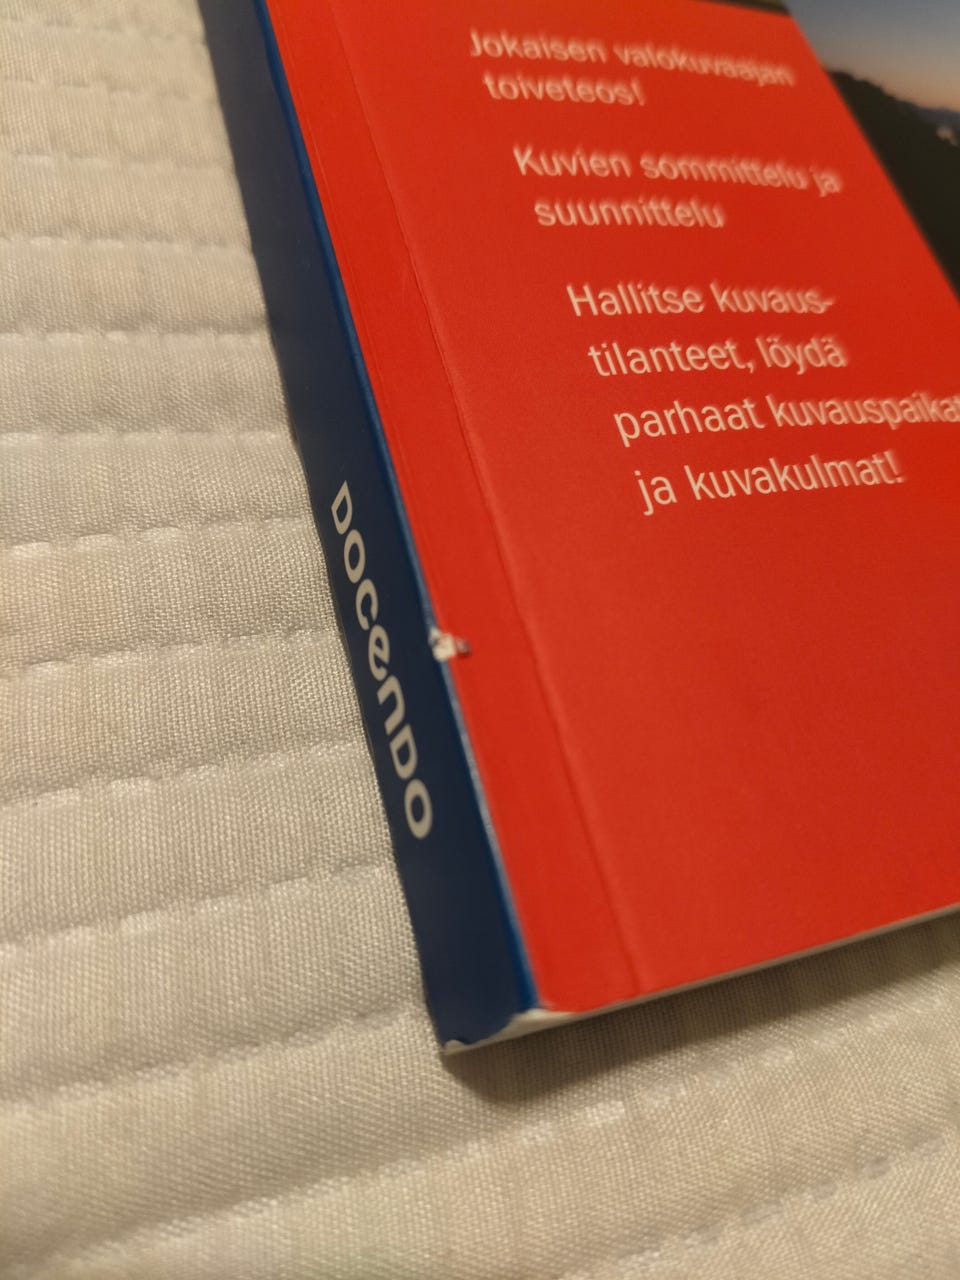 Jokaisen valokuvaajan
toiveteos!
Kuvien sommittelu ja
suunnittelu
Hallitse kuvaus-
tilanteet, löydä
parhaat kuvauspaikat
ja kuvakulmat!
DOCENDO